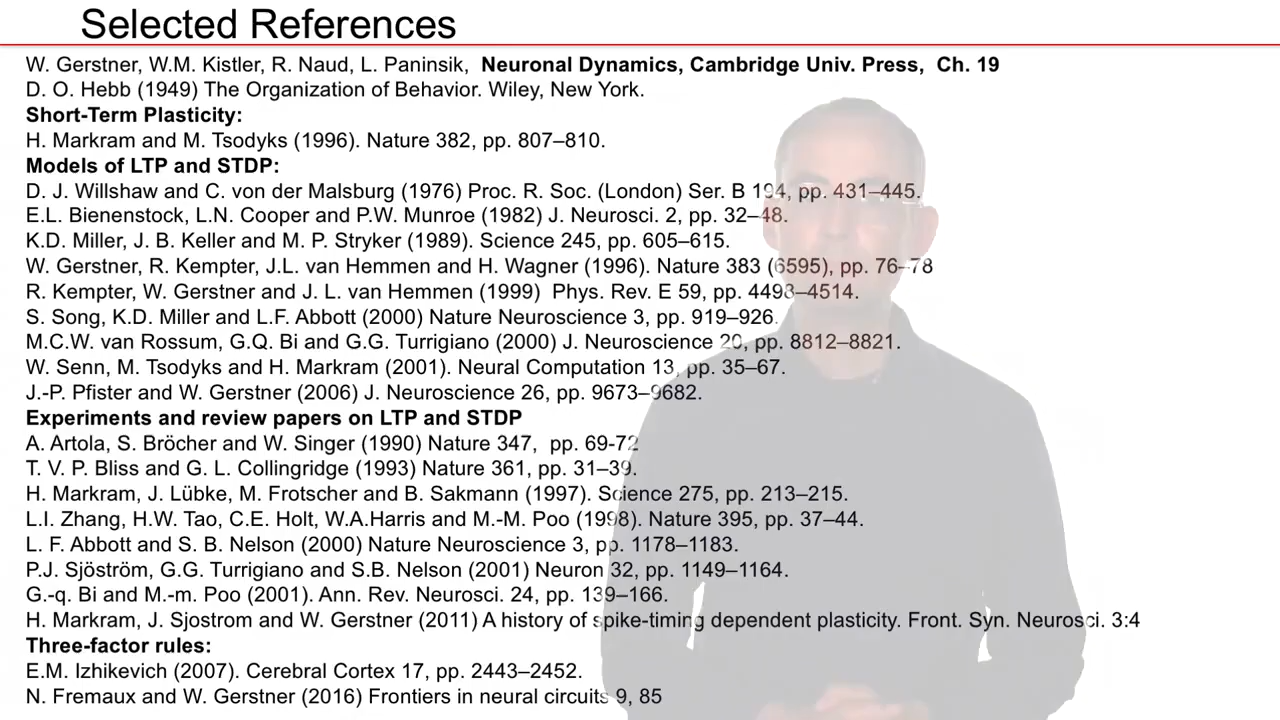 Selected References
W. Gerstner, W.M. Kistler, R. Naud, L. Paninsik, Neuronal Dynamics, Cambridge Univ. Press, Ch. 19
D. O. Hebb (1949) The Organization of Behavior. Wiley, New York.
Short-Term Plasticity:
H. Markram and M. Tsodyks (1996). Nature 382, pp. 807–810.
Models of LTP and STDP:
D. J. Willshaw and C. von der Malsburg (1976) Proc. R. Soc. (London) Ser. B 194, pp. 431–445.
E.L. Bienenstock, L.N. Cooper and P.W. Munroe (1982) J. Neurosci. 2, pp. 32–48.
K.D. Miller, J. B. Keller and M. P. Stryker (1989). Science 245, pp. 605–615.
W. Gerstner, R. Kempter, J.L. van Hemmen and H. Wagner (1996). Nature 383 (6595), pp. 76–78
R. Kempter, W. Gerstner and J. L. van Hemmen (1999) Phys. Rev. E 59, pp. 4498–4514.
S. Song, K.D. Miller and L.F. Abbott (2000) Nature Neuroscience 3, pp. 919–926.
M.C.W. van Rossum, G.Q. Bi and G.G. Turrigiano (2000) J. Neuroscience 20, pp. 8812–8821.
W. Senn, M. Tsodyks and H. Markram (2001). Neural Computation 13, pp. 35–67.
J.-P. Pfister and W. Gerstner (2006) J. Neuroscience 26, pp. 9673–9682.
Experiments and review papers on LTP and STDP
A. Artola, S. Bröcher and W. Singer (1990) Nature 347, pp. 69-72
T. V. P. Bliss and G. L. Collingridge (1993) Nature 361, pp. 31–39.
H. Markram, J. Lübke, M. Frotscher and B. Sakmann (1997). Science 275, pp. 213–215.
L.I. Zhang, H.W. Tao, C.E. Holt, W.A.Harris and M.-M. Poo (1998). Nature 395, pp. 37–44.
L. F. Abbott and S. B. Nelson (2000) Nature Neuroscience 3, pp. 1178–1183.
P.J. Sjöström, G.G. Turrigiano and S.B. Nelson (2001) Neuron 32, pp. 1149–1164.
G.-q. Bi and M.-m. Poo (2001). Ann. Rev. Neurosci. 24, pp. 139–166.
H. Markram, J. Sjostrom and W. Gerstner (2011) A history of spike-timing dependent plasticity. Front. Syn. Neurosci. 3:4
Three-factor rules:
E.M. Izhikevich (2007). Cerebral Cortex 17, pp. 2443–2452.
N. Fremaux and W. Gerstner (2016) Frontiers in neural circuits 9, 85